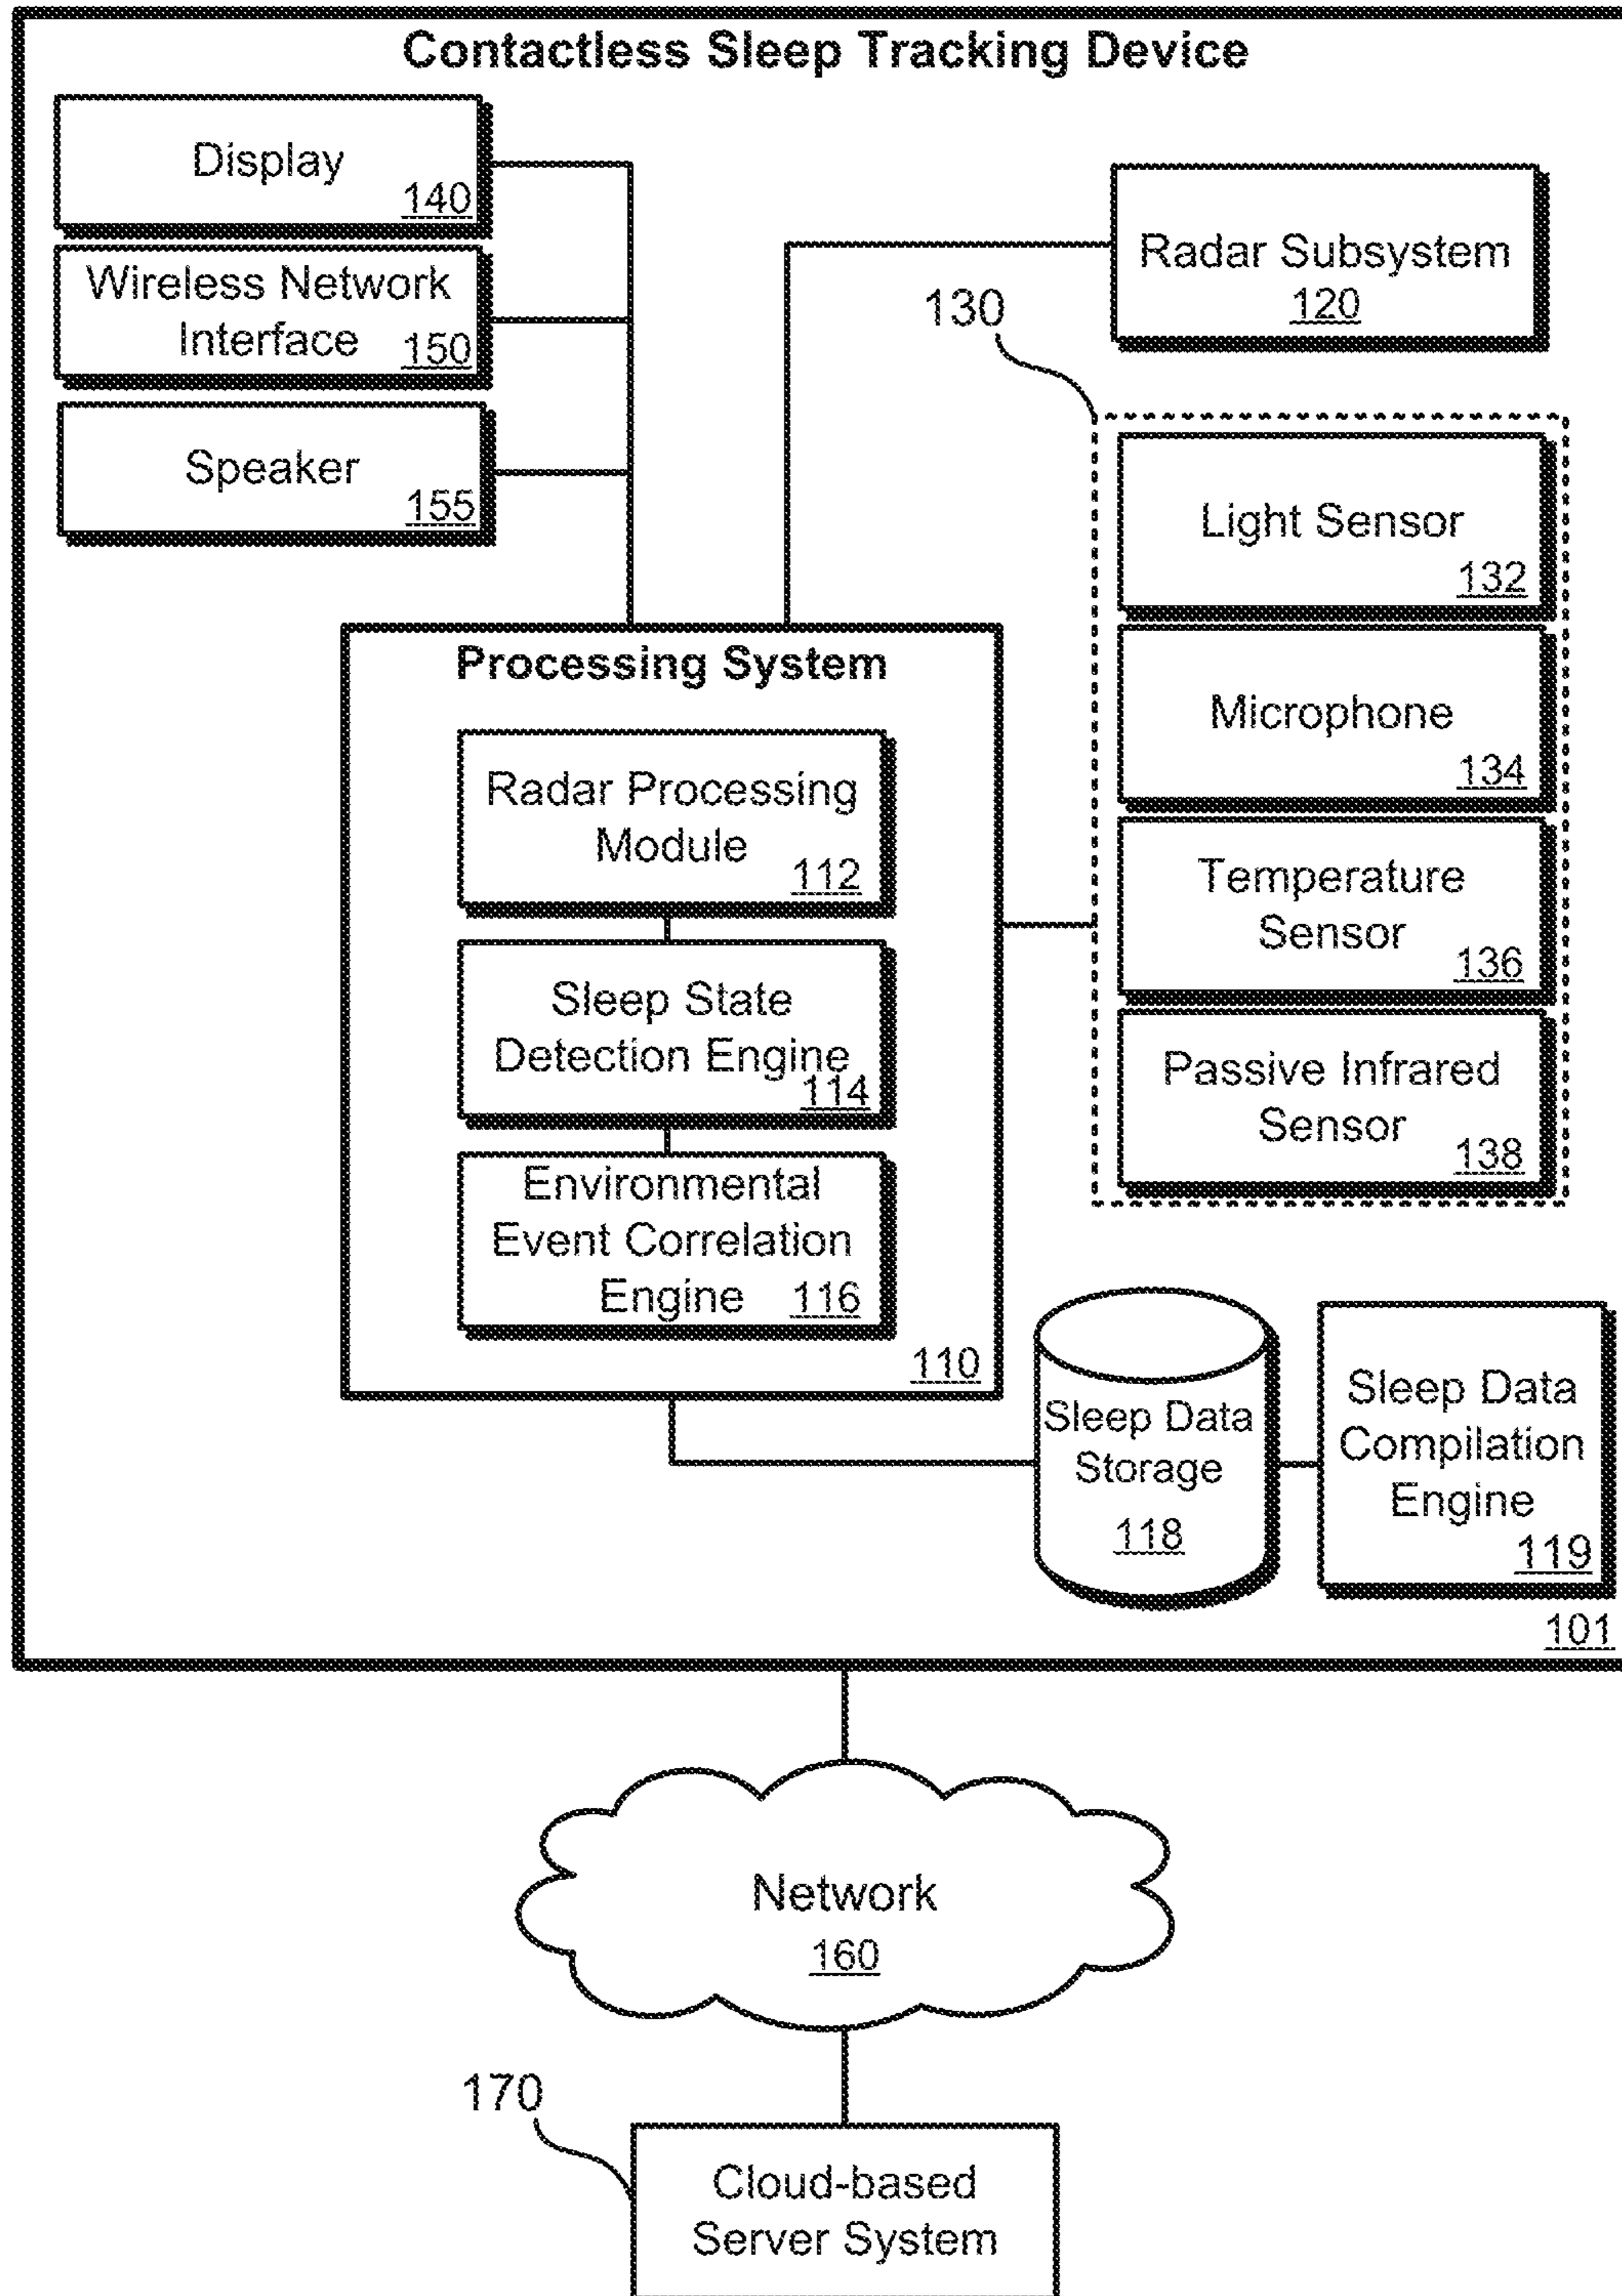 Contactless Sleep Tracking Device
Display
140
Wireless Network
Interface 150
Speaker
155
Radar Subsystem
120
130
Light Sensor
132
Microphone
134
Temperature
Sensor
136
Passive Infrared
Sensor
138
Processing System
Radar Processing
Module
112
Sleep State
Detection Engine
114
Environmental
Event Correlation
Engine 116
110
Sleep Data
Storage
118
Sleep Data
Compilation
Engine
119
101
Network
160
170
Cloud-based
Server System